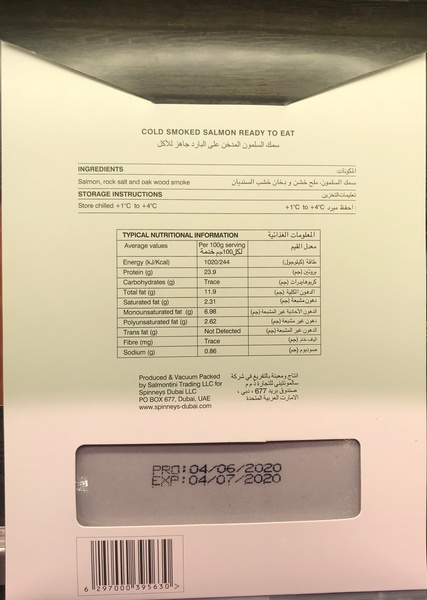 COLD SMOKED SALMON READY TO EAT
سمك السلمون المدخن على البارد جاهز للأكل
INGREDIENTS المكونات:
Salmon, rock salt and oak wood smoke سمك السلمون، ملح خشن و دخان خشب السنديان
STORAGE INSTRUCTIONS تعليمات التخزين
Store chilled +1°C to +4°C أحفظ مبرد +1°C to +4°C
TYPICAL NUTRITIONAL INFORMATION المعلومات الغذائية
Average values Per 100g serving لكل 100جم خدمة معدل القيم
Energy (kJ/Kcal) 1020/244 طاقة (كيلوجول)
Protein (g) 23.9 بروتين (جم)
Carbohydrates (g) Trace كربوهايدرات (جم)
Total fat (g) 11.9 الدهون الكلية (جم)
Saturated fat (g) 2.31 دهون مشبعة (جم)
Monounsaturated fat (g) 6.98 الدهون الأحادية غير المشبعة (جم)
Polyunsaturated fat (g) 2.62 دهون غير مشبعة (جم)
Trans fat (g) Not Detected الدهون غير المشبعة (جم)
Fibre (mg) Trace الياف خام (جم)
Sodium (g) 0.86 صوديوم (جم)
Produced & Vacuum Packed
by Salmontini Trading LLC for
Spinneys Dubai LLC
PO BOX 677, Dubai, UAE
www.spinneys-dubai.com
انتاج ومعبئة بالتفريغ في شركة
سالمونتيني للتجارة ذ م م
صندوق بريد 677 ، دبي ،
الامارات العربية المتحدة
PRO:04/06/2020
EXP:04/07/2020
6 297000 395630 >